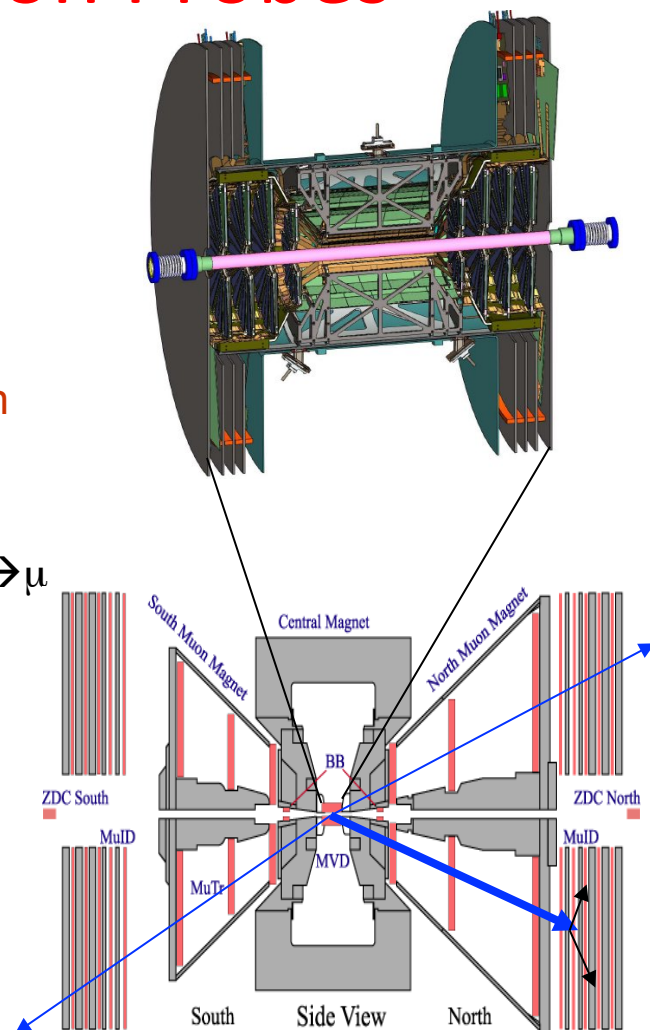 n
→μ
South Muon Magnet
Central Magnet
North Muon Magnet
BB
ZDC South
ZDC North
MuID
MuID
MVD
MuTr
South
Side View
North